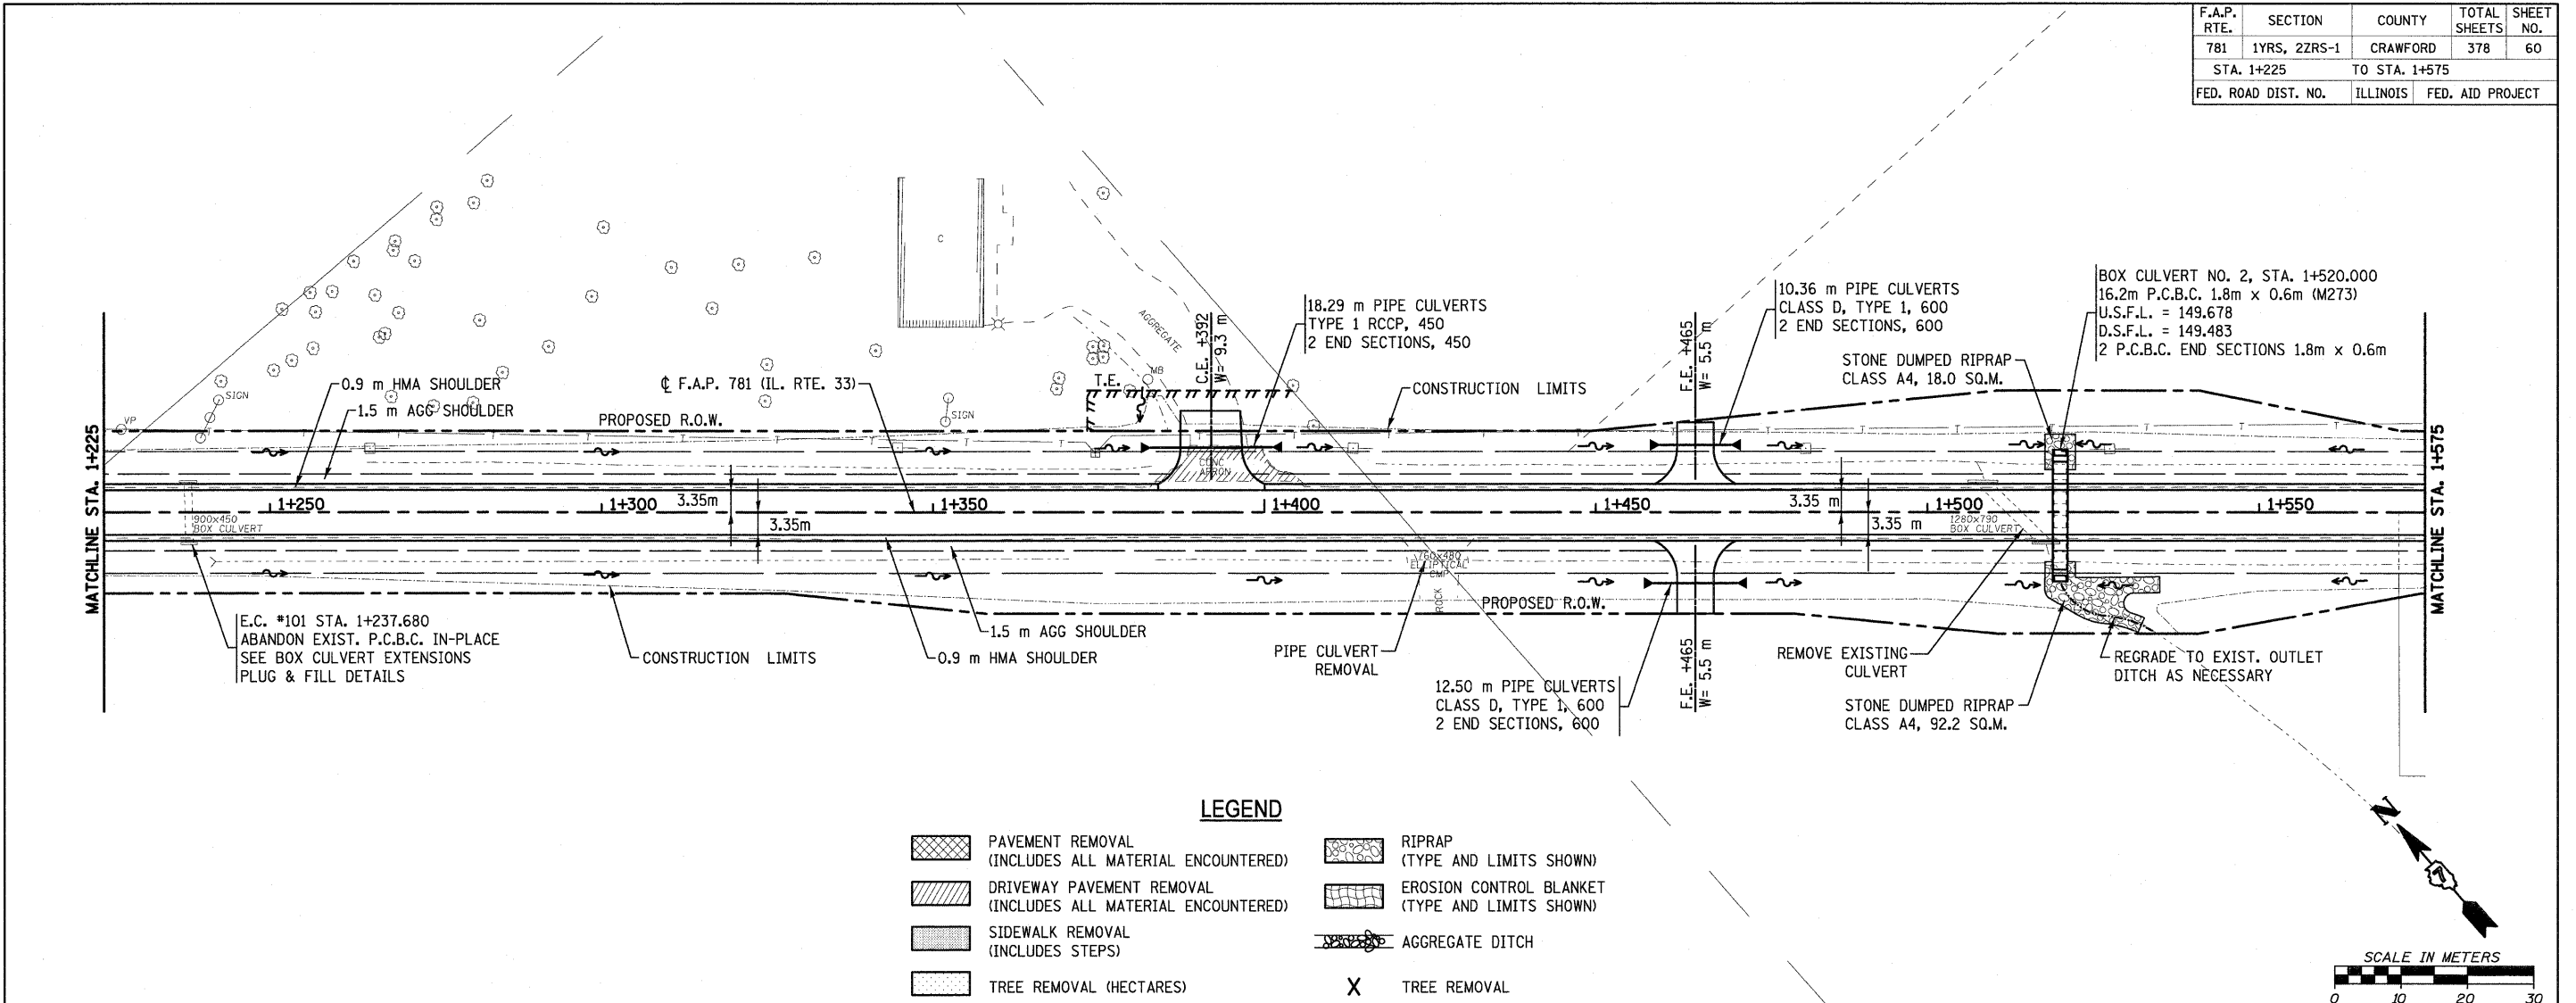 F.A.P. RTE. SECTION COUNTY TOTAL SHEETS SHEET NO.
781 1YRS, 2ZRS-1 CRAWFORD 378 60
STA. 1+225 TO STA. 1+575
FED. ROAD DIST. NO. ILLINOIS FED. AID PROJECT
MATCHLINE STA. 1+225
MATCHLINE STA. 1+575
VP
SIGN
0.9 m HMA SHOULDER
1.5 m AGG SHOULDER
PROPOSED R.O.W.
℄ F.A.P. 781 (IL. RTE. 33)
SIGN
C
T.E.
MB
AGGREGATE
C.E. +392
W= 9.3 m
18.29 m PIPE CULVERTS
TYPE 1 RCCP, 450
2 END SECTIONS, 450
CONSTRUCTION LIMITS
CONC
APRON
F.E. +465
W= 5.5 m
10.36 m PIPE CULVERTS
CLASS D, TYPE 1, 600
2 END SECTIONS, 600
STONE DUMPED RIPRAP
CLASS A4, 18.0 SQ.M.
BOX CULVERT NO. 2, STA. 1+520.000
16.2m P.C.B.C. 1.8m x 0.6m (M273)
U.S.F.L. = 149.678
D.S.F.L. = 149.483
2 P.C.B.C. END SECTIONS 1.8m x 0.6m
T T T T T T T T T T
1+250
1+300
1+350
1+400
1+450
1+500
1+550
3.35m
3.35m
3.35 m
3.35 m
900x450
BOX CULVERT
1280x790
BOX CULVERT
760x480
ELLIPTICAL
CMP
ROCK
E.C. #101 STA. 1+237.680
ABANDON EXIST. P.C.B.C. IN-PLACE
SEE BOX CULVERT EXTENSIONS
PLUG & FILL DETAILS
CONSTRUCTION LIMITS
1.5 m AGG SHOULDER
0.9 m HMA SHOULDER
PIPE CULVERT
REMOVAL
PROPOSED R.O.W.
12.50 m PIPE CULVERTS
CLASS D, TYPE 1, 600
2 END SECTIONS, 600
F.E. +465
W= 5.5 m
REMOVE EXISTING
CULVERT
STONE DUMPED RIPRAP
CLASS A4, 92.2 SQ.M.
REGRADE TO EXIST. OUTLET
DITCH AS NECESSARY
LEGEND
PAVEMENT REMOVAL
(INCLUDES ALL MATERIAL ENCOUNTERED)
DRIVEWAY PAVEMENT REMOVAL
(INCLUDES ALL MATERIAL ENCOUNTERED)
SIDEWALK REMOVAL
(INCLUDES STEPS)
TREE REMOVAL (HECTARES)
RIPRAP
(TYPE AND LIMITS SHOWN)
EROSION CONTROL BLANKET
(TYPE AND LIMITS SHOWN)
AGGREGATE DITCH
X TREE REMOVAL
N
7
SCALE IN METERS
0 10 20 30